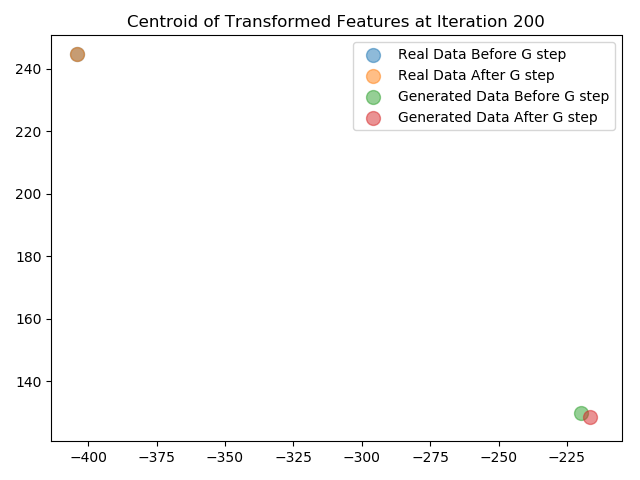 Centroid of Transformed Features at Iteration 200
Real Data Before G step
Real Data After G step
Generated Data Before G step
Generated Data After G step
240
220
200
180
160
140
−400
−375
−350
−325
−300
−275
−250
−225